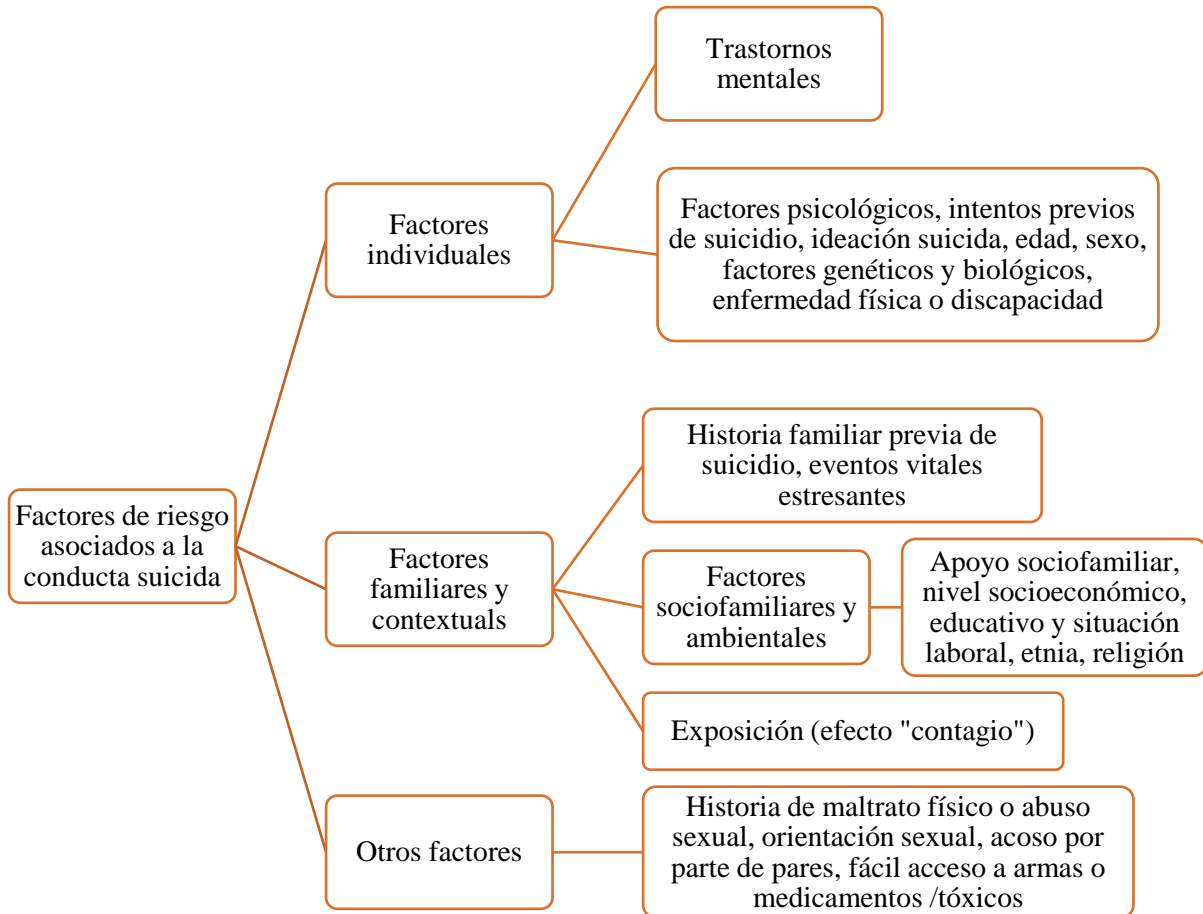 Trastornos
mentales
Factores
individuales
Factores psicológicos, intentos previos
de suicidio, ideación suicida, edad, sexo,
factores genéticos y biológicos,
enfermedad física o discapacidad
Factores de riesgo
asociados a la
conducta suicida
Factores
familiares y
contextuals
Historia familiar previa de
suicidio, eventos vitales
estresantes
Factores
sociofamiliares y
ambientales
Apoyo sociofamiliar,
nivel socioeconómico,
educativo y situación
laboral, etnia, religión
Exposición (efecto "contagio")
Otros factores
Historia de maltrato físico o abuso
sexual, orientación sexual, acoso por
parte de pares, fácil acceso a armas o
medicamentos /tóxicos